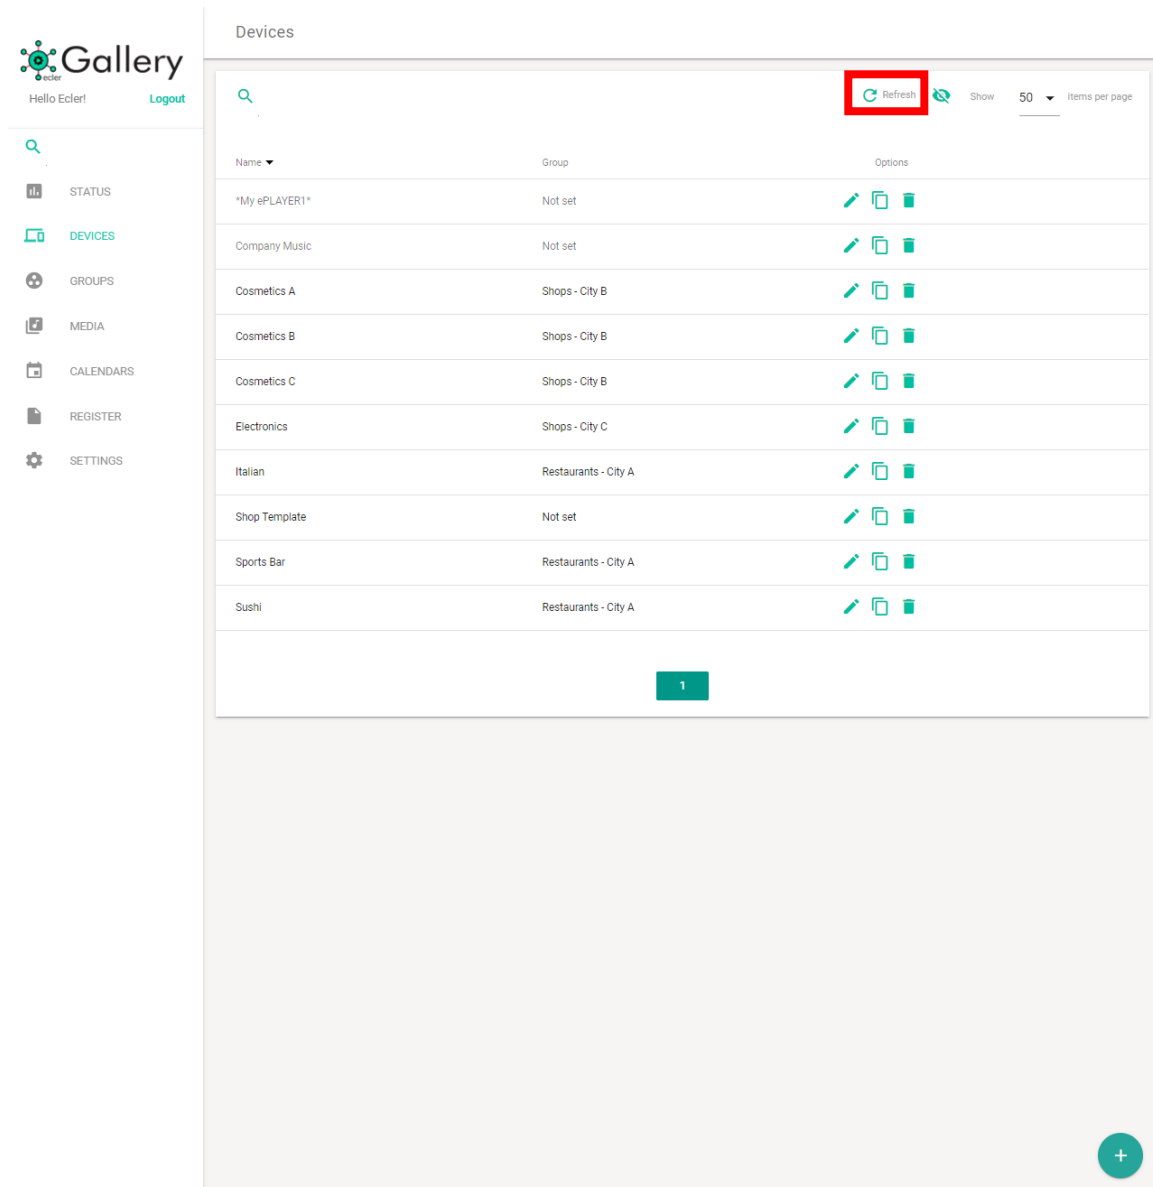 Devices
Gallery
ecler
Hello Ecler! Logout
Refresh Show 50 items per page
STATUS
DEVICES
GROUPS
MEDIA
CALENDARS
REGISTER
SETTINGS
Name Group Options
*My ePLAYER1* Not set
Company Music Not set
Cosmetics A Shops - City B
Cosmetics B Shops - City B
Cosmetics C Shops - City B
Electronics Shops - City C
Italian Restaurants - City A
Shop Template Not set
Sports Bar Restaurants - City A
Sushi Restaurants - City A
1
+